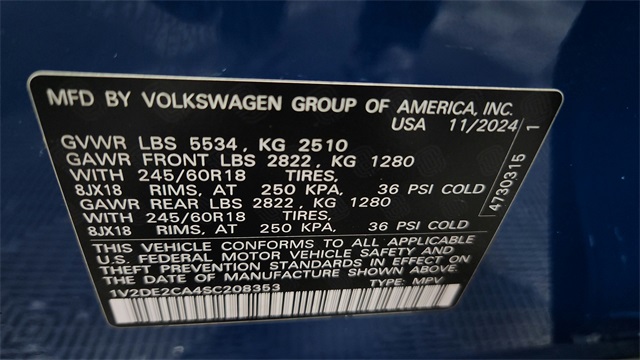 MFD BY VOLKSWAGEN GROUP OF AMERICA, INC.
USA 11/2024
GVWR LBS 5534, KG 2510
GAWR FRONT LBS 2822, KG 1280
WITH 245/60R18 TIRES,
8JX18 RIMS, AT 250 KPA, 36 PSI COLD
GAWR REAR LBS 2822, KG 1280
WITH 245/60R18 TIRES,
8JX18 RIMS, AT 250 KPA, 36 PSI COLD
THIS VEHICLE CONFORMS TO ALL APPLICABLE
U.S. FEDERAL MOTOR VEHICLE SAFETY AND
THEFT PREVENTION STANDARDS IN EFFECT ON
THE DATE OF MANUFACTURE SHOWN ABOVE.
1V2DE2CA4SC208353 TYPE: MPV
4730315 1